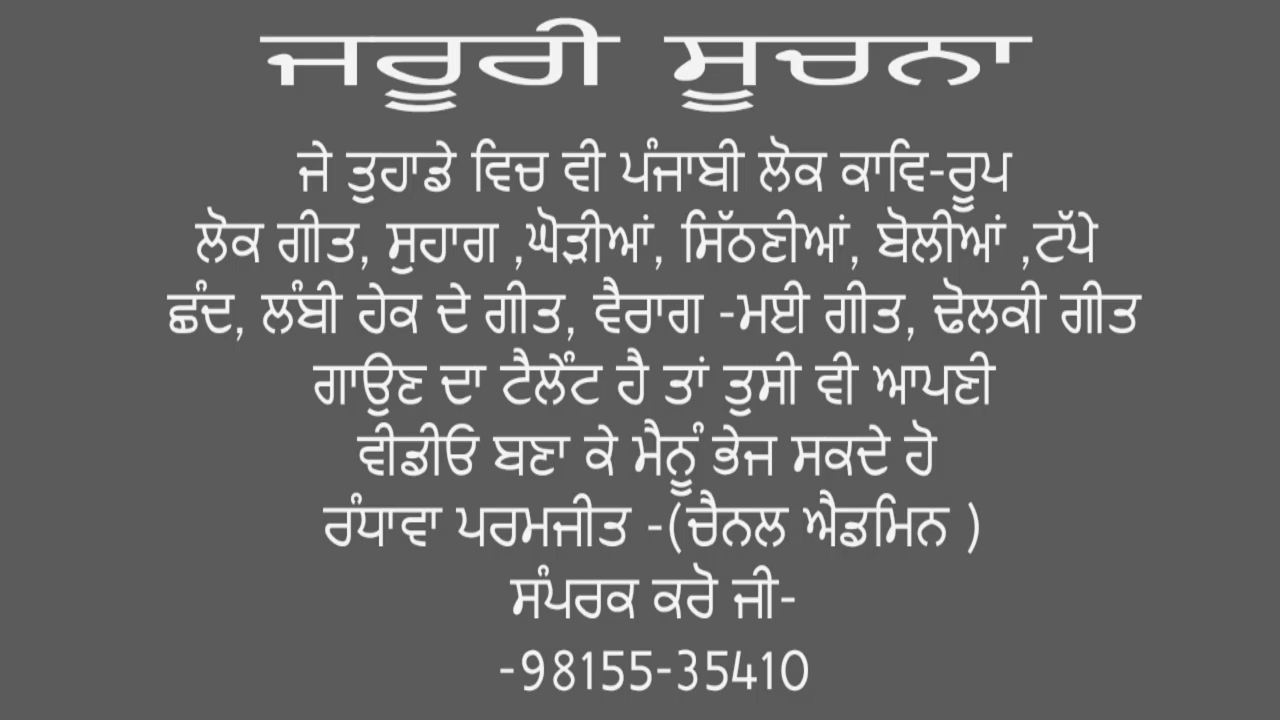 ਜਰੂਰੀ ਸੂਚਨਾ
ਜੇ ਤੁਹਾਡੇ ਵਿਚ ਵੀ ਪੰਜਾਬੀ ਲੋਕ ਕਾਵਿ-ਰੂਪ
ਲੋਕ ਗੀਤ, ਸੁਹਾਗ ,ਘੋੜੀਆਂ, ਸਿੱਠਣੀਆਂ, ਬੋਲੀਆਂ ,ਟੱਪੇ
ਛੰਦ, ਲੰਬੀ ਹੇਕ ਦੇ ਗੀਤ, ਵੈਰਾਗ -ਮਈ ਗੀਤ, ਢੋਲਕੀ ਗੀਤ
ਗਾਉਣ ਦਾ ਟੈਲੇੰਟ ਹੈ ਤਾਂ ਤੁਸੀ ਵੀ ਆਪਣੀ
ਵੀਡੀਓ ਬਣਾ ਕੇ ਮੈਨੂੰ ਭੇਜ ਸਕਦੇ ਹੋ
ਰੰਧਾਵਾ ਪਰਮਜੀਤ -(ਚੈਨਲ ਐਡਮਿਨ )
ਸੰਪਰਕ ਕਰੋ ਜੀ-
-98155-35410